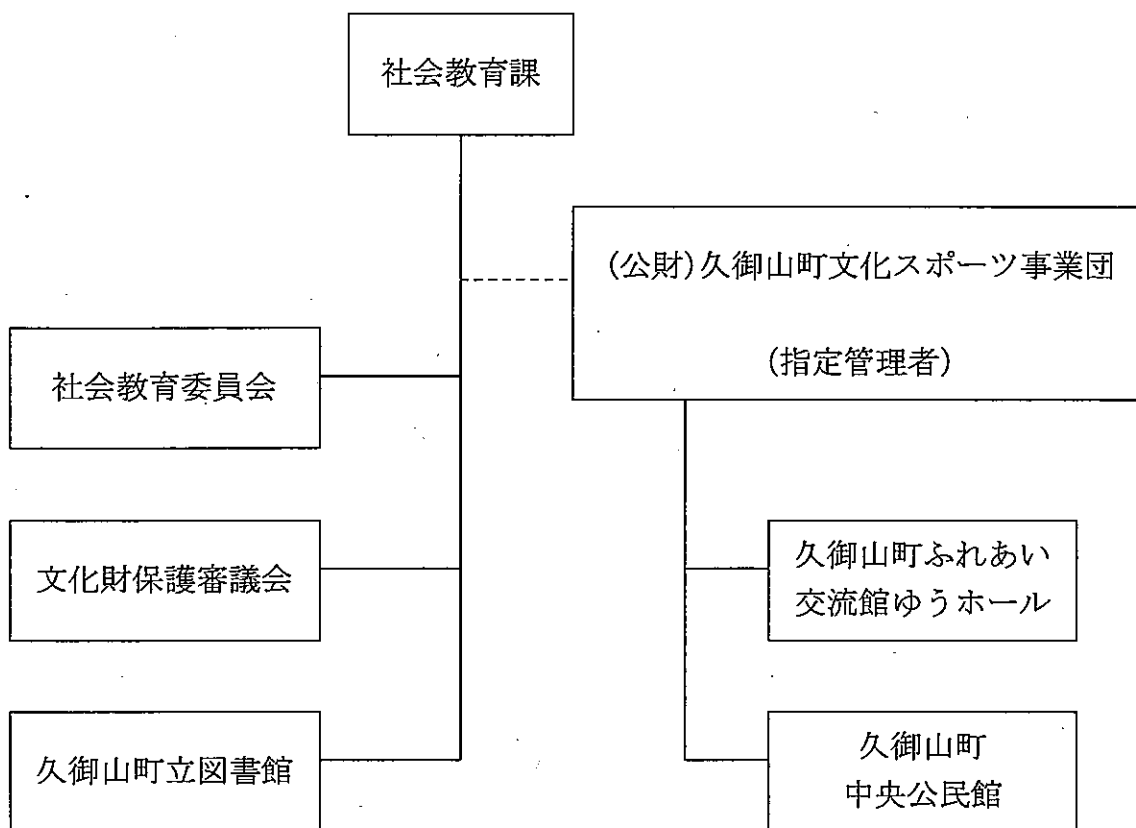 社会教育課
(公財)久御山町文化スポーツ事業団
(指定管理者)
社会教育委員会
文化財保護審議会
久御山町立図書館
久御山町ふれあい
交流館ゆうホール
久御山町
中央公民館